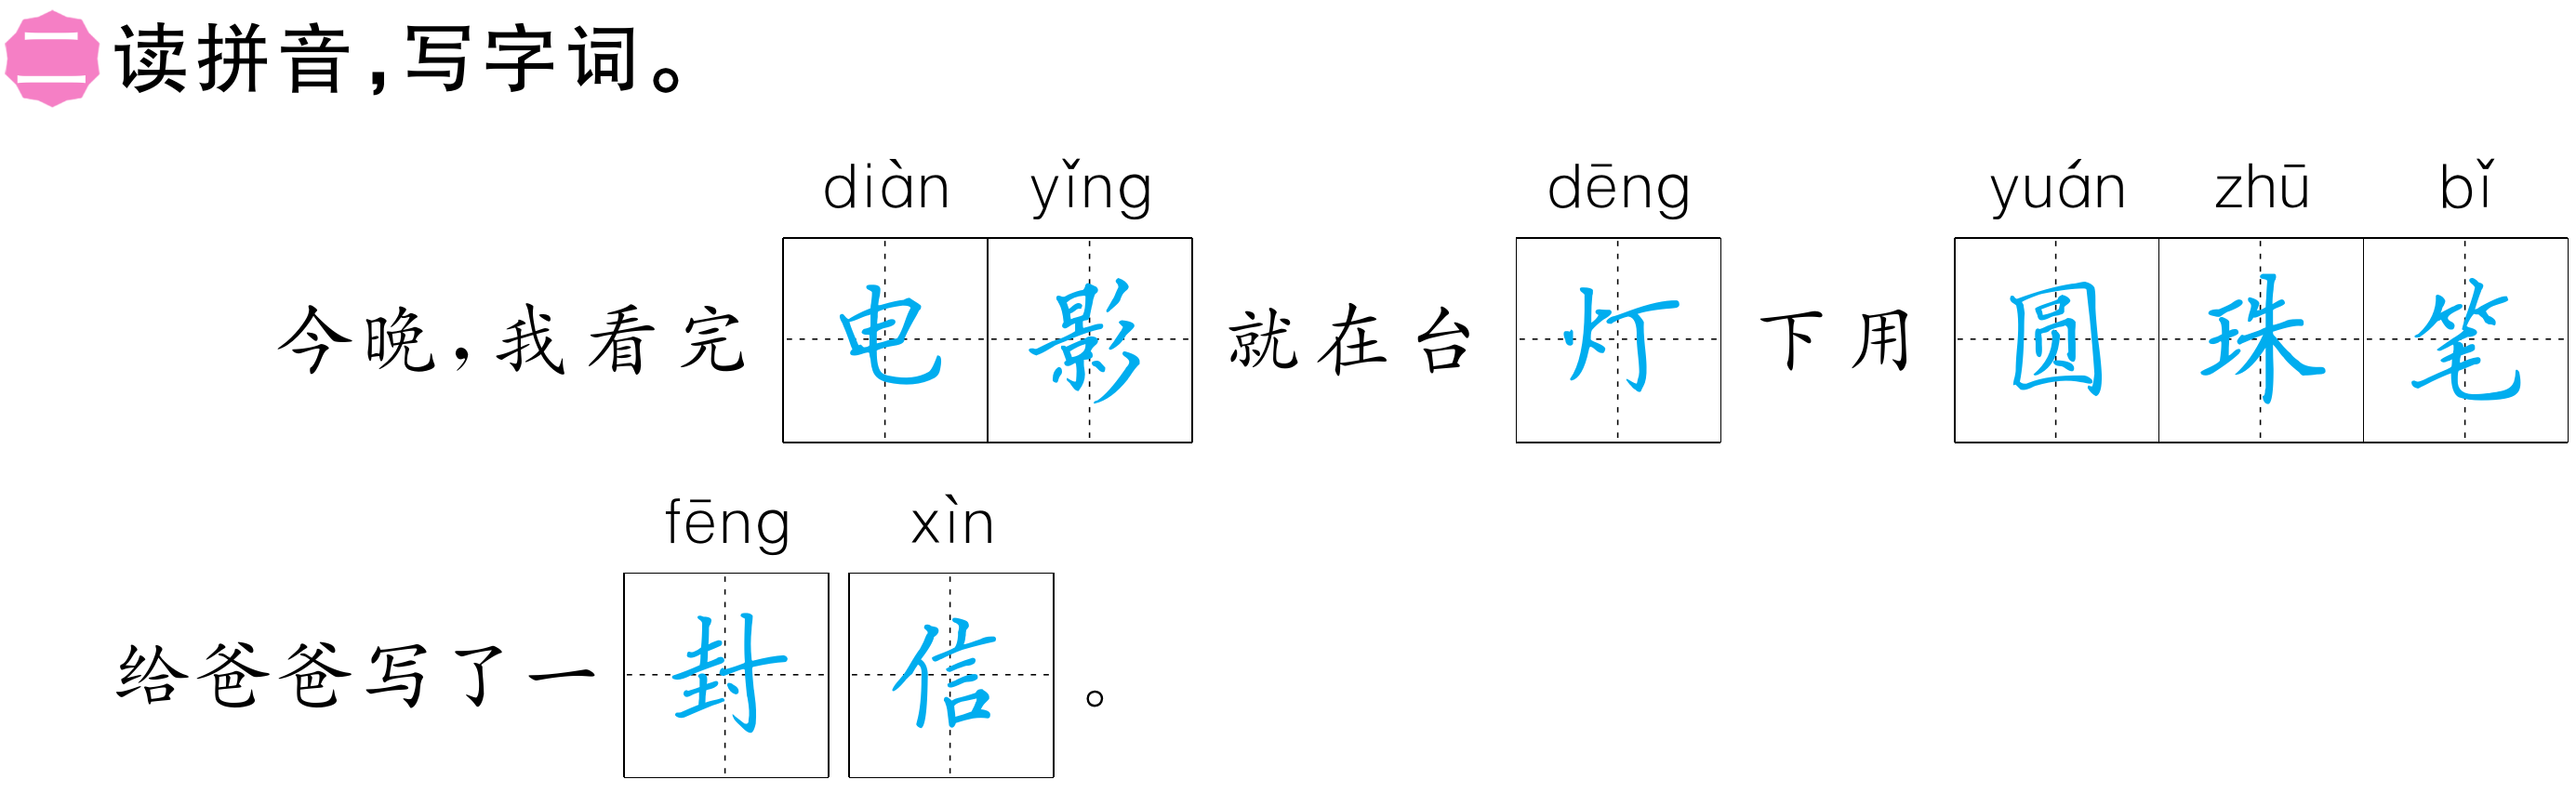 二 读拼音,写字词。
diàn yǐng dēng yuán zhū bǐ
今晚,我看完电影就在台灯下用圆珠笔
fēng xìn
给爸爸写了一封信。